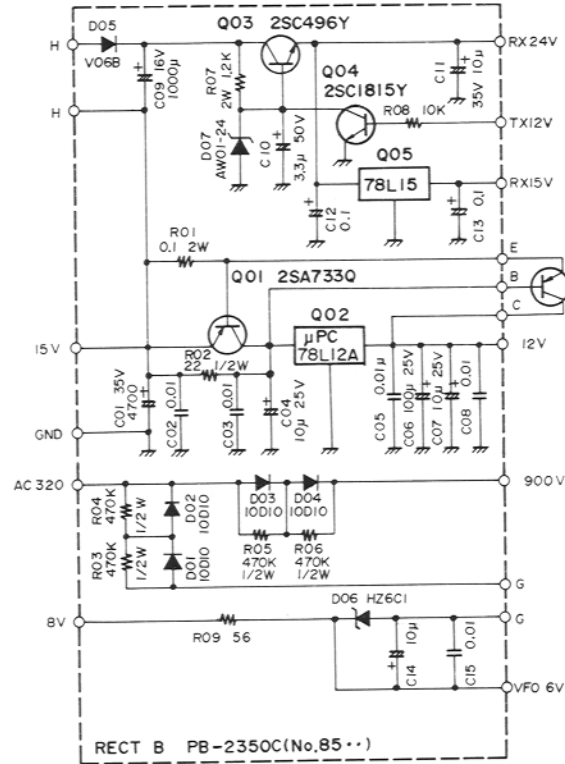 Q03 2SC496Y
D05
V06B
H
H
C09 16V
1000μ
R07
2W 1.2K
Q04
2SC1815Y
C11
35V 10μ
RX24V
R08 10K
TX12V
D07
AW01-24
C10
3.3μ 50V
Q05
78L15
RX15V
C12
0.1
C13
0.1
R01
0.1 2W
E
B
C
Q01 2SA733Q
Q02
μPC
78L12A
15V
12V
R02
22 1/2W
C01 35V
4700
C02 0.01
C03 0.01
C04
10μ 25V
C05 0.01μ
C06 100μ 25V
C07 10μ 25V
C08 0.01
GND
AC320
900V
R04
470K
1/2W
D02
10D10
D03
10D10
D04
10D10
R03
470K
1/2W
D01
10D10
R05
470K
1/2W
R06
470K
1/2W
G
D06 HZ6C1
8V
R09 56
G
10μ
C14
0.01
C15
VFO 6V
RECT B PB-2350C(No,85··)